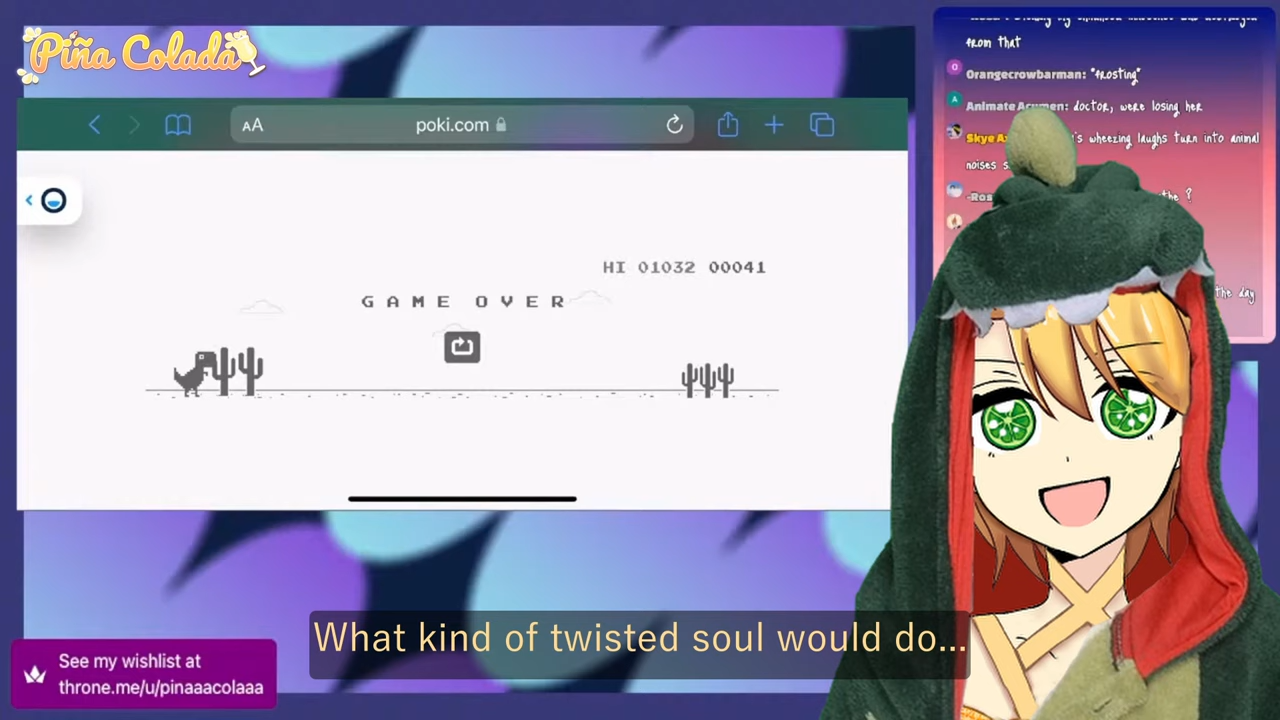 Piña Colada
from that
Orangecrowbarman: "frosting"
Animate Acumen: doctor, were losing her
's wheezing laughs turn into animal
noises
the ?
the day
AA
poki.com
HI 01032 00041
GAME OVER
What kind of twisted soul would do...
See my wishlist at
throne.me/u/pinaaacolaaa